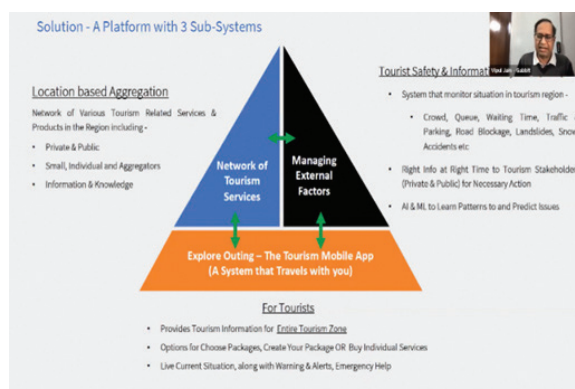 Solution - A Platform with 3 Sub-Systems
Location based Aggregation
Network of Various Tourism Related Services &
Products in the Region including -
• Private & Public
• Small, Individual and Aggregators
• Information & Knowledge
Network of
Tourism
Services
Managing
External
Factors
Explore Outing – The Tourism Mobile App
(A System that Travels with you)
Tourist Safety & Informati
• System that monitor situation in tourism region -
• Crowd, Queue, Waiting Time, Traffic &
Parking, Road Blockage, Landslides, Snow
Accidents etc
• Right Info at Right Time to Tourism Stakeholder
(Private & Public) for Necessary Action
• AI & ML to Learn Patterns to and Predict Issues
For Tourists
• Provides Tourism Information for Entire Tourism Zone
• Options for Choose Packages, Create Your Package OR Buy Individual Services
• Live Current Situation, along with Warning & Alerts, Emergency Help